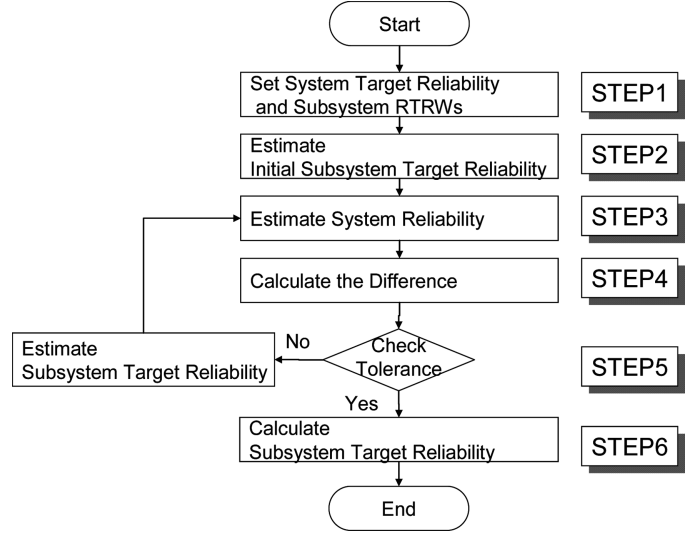 Start
Set System Target Reliability
and Subsystem RTRWs
STEP1
Estimate
Initial Subsystem Target Reliability
STEP2
Estimate System Reliability
STEP3
Calculate the Difference
STEP4
Check
Tolerance
No
Estimate
Subsystem Target Reliability
STEP5
Yes
Calculate
Subsystem Target Reliability
STEP6
End